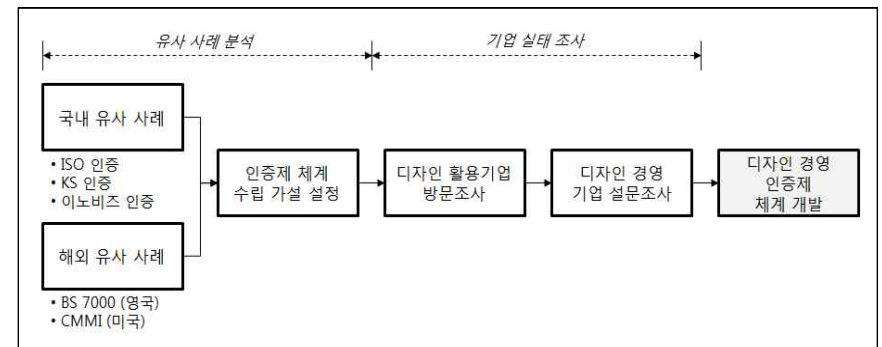 유사 사례 분석
기업 실태 조사
국내 유사 사례
• ISO 인증
• KS 인증
• 이노비즈 인증
해외 유사 사례
• BS 7000 (영국)
• CMMI (미국)
인증제 체계
수립 가설 설정
디자인 활용기업
방문조사
디자인 경영
기업 설문조사
디자인 경영
인증제
체계 개발